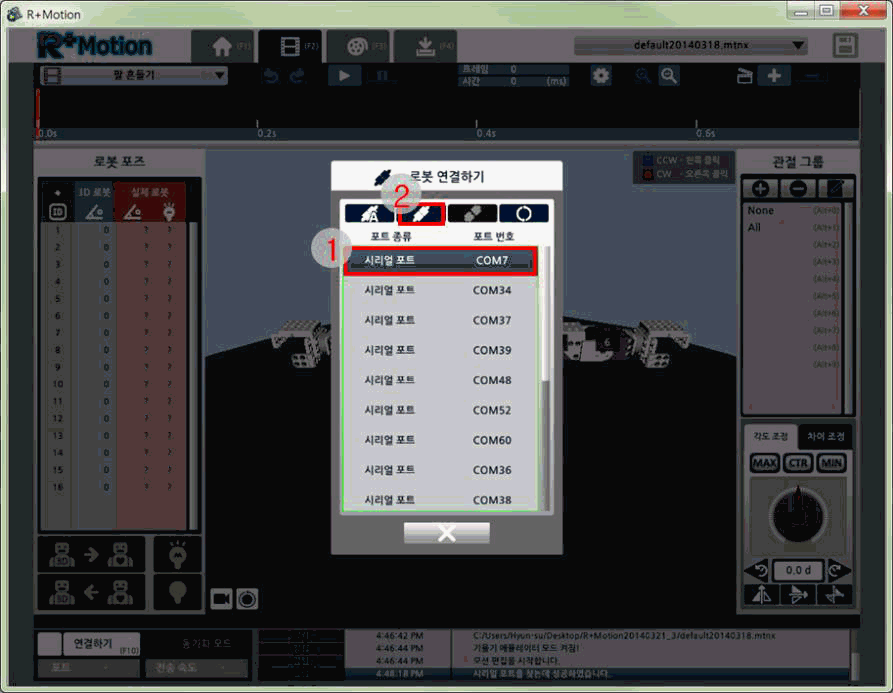 R+Motion
R+Motion
(F1)
(F2)
(F3)
(F4)
default20140318.mtnx
팔 흔들기
프레임 0
시간 0 (ms)
0.0s 0.2s 0.4s 0.6s
로봇 포즈
3D 로봇 실제 로봇
ID
1 0 ? ?
2 0 ? ?
3 0 ? ?
4 0 ? ?
5 0 ? ?
6 0 ? ?
7 0 ? ?
8 0 ? ?
9 0 ? ?
10 0 ? ?
11 0 ? ?
12 0 ? ?
13 0 ? ?
14 0 ? ?
15 0 ? ?
16 0 ? ?
CCW - 왼쪽 클릭
CW - 오른쪽 클릭
로봇 연결하기
2
포트 종류 포트 번호
1
시리얼 포트 COM7
시리얼 포트 COM34
시리얼 포트 COM37
시리얼 포트 COM39
시리얼 포트 COM48
시리얼 포트 COM52
시리얼 포트 COM60
시리얼 포트 COM36
시리얼 포트 COM38
6
관절 그룹
None (Alt+0)
All (Alt+1)
(Alt+2)
(Alt+3)
(Alt+4)
(Alt+5)
(Alt+6)
(Alt+7)
(Alt+8)
(Alt+9)
각도 조정 차이 조정
MAX CTR MIN
0.0 d
3D
3D
연결하기 (F10) 동기화 모드
포트 - 전송 속도 -
4:46:42 PM C:/Users/Hyun-su/Desktop/R+Motion20140321_3/default20140318.mtnx
4:46:44 PM 기울기 에뮬레이터 모드 켜짐!
4:46:44 PM 모션 편집을 시작합니다.
4:48:18 PM 시리얼 포트를 찾는데 성공하였습니다.